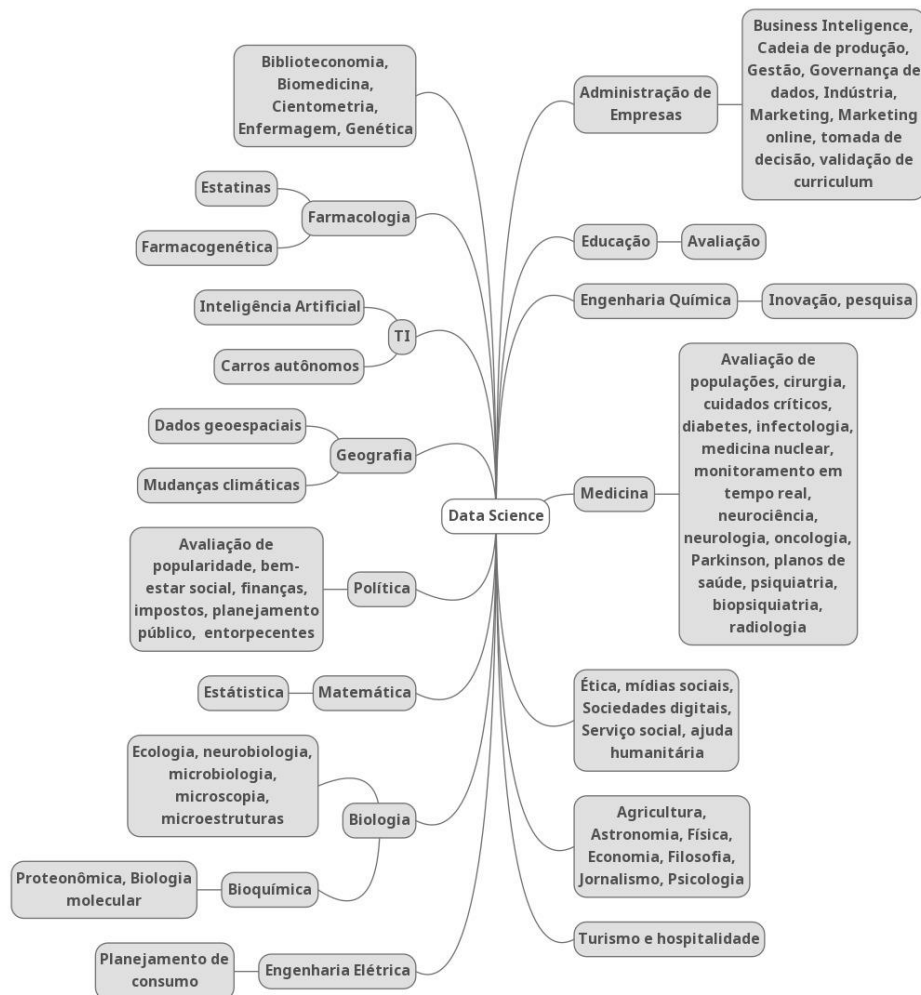 Biblioteconomia,
Biomedicina,
Cientometria,
Enfermagem, Genética
Estatinas
Farmacologia
Farmacogenética
Inteligência Artificial
TI
Carros autônomos
Dados geoespaciais
Geografia
Mudanças climáticas
Avaliação de
popularidade, bem-
estar social, finanças,
impostos, planejamento
público, entorpecentes
Política
Estátistica
Matemática
Ecologia, neurobiologia,
microbiologia,
microscopia,
microestruturas
Biologia
Proteonômica, Biologia
molecular
Bioquímica
Planejamento de
consumo
Engenharia Elétrica
Data Science
Administração de
Empresas
Business Inteligence,
Cadeia de produção,
Gestão, Governança de
dados, Indústria,
Marketing, Marketing
online, tomada de
decisão, validação de
curriculum
Educação
Avaliação
Engenharia Química
Inovação, pesquisa
Medicina
Avaliação de
populações, cirurgia,
cuidados críticos,
diabetes, infectologia,
medicina nuclear,
monitoramento em
tempo real,
neurociência,
neurologia, oncologia,
Parkinson, planos de
saúde, psiquiatria,
biopsiquiatria,
radiologia
Ética, mídias sociais,
Sociedades digitais,
Serviço social, ajuda
humanitária
Agricultura,
Astronomia, Física,
Economia, Filosofia,
Jornalismo, Psicologia
Turismo e hospitalidade